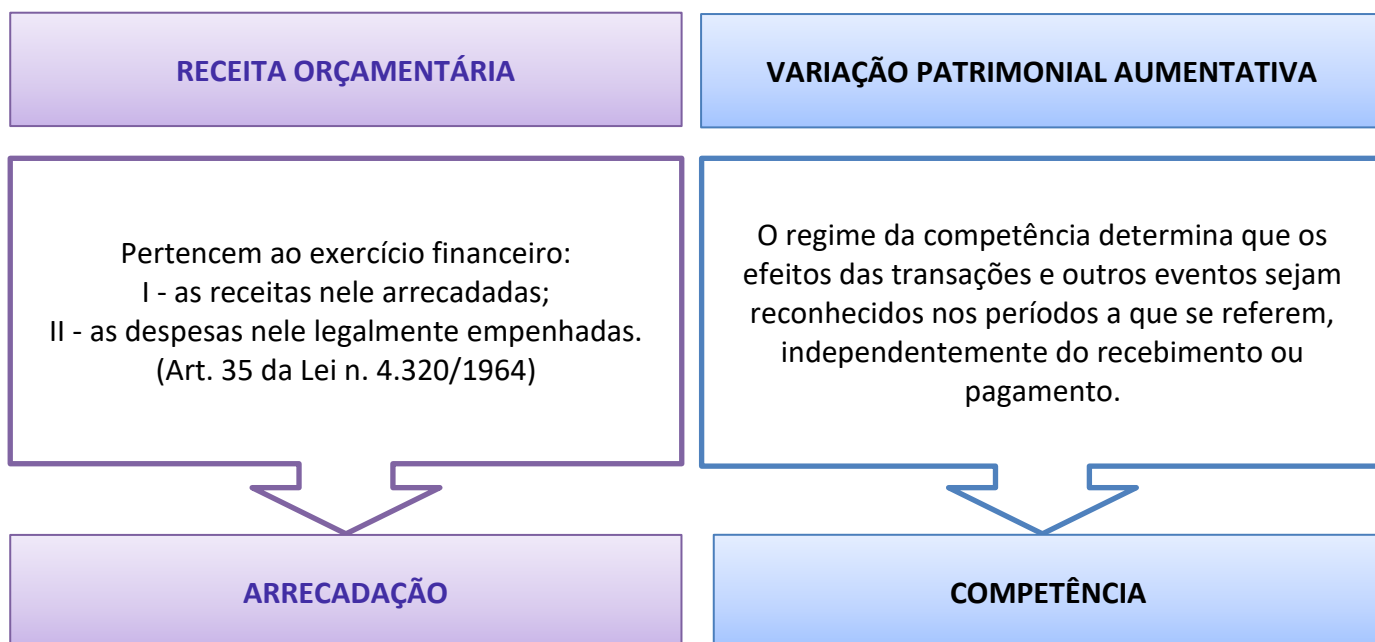 RECEITA ORÇAMENTÁRIA
VARIAÇÃO PATRIMONIAL AUMENTATIVA
Pertencem ao exercício financeiro:
I - as receitas nele arrecadadas;
II - as despesas nele legalmente empenhadas.
(Art. 35 da Lei n. 4.320/1964)
O regime da competência determina que os
efeitos das transações e outros eventos sejam
reconhecidos nos períodos a que se referem,
independentemente do recebimento ou
pagamento.
ARRECADAÇÃO
COMPETÊNCIA